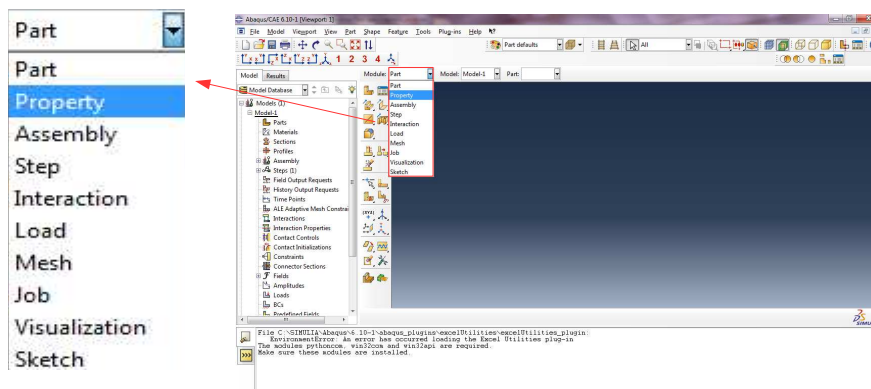 Part
Part
Property
Assembly
Step
Interaction
Load
Mesh
Job
Visualization
Sketch
Abaqus/CAE 6.10-1 [Viewport: 1]
File Model Viewport View Part Shape Feature Tools Plug-ins Help
Part defaults
All
1 2 3 4
Model Results
Module: Part Model: Model-1 Part:
Model Database
Models (1)
Model-1
Parts
Materials
Sections
Profiles
Assembly
Steps (1)
Field Output Requests
History Output Requests
Time Points
ALE Adaptive Mesh Constrai
Interactions
Interaction Properties
Contact Controls
Contact Initializations
Constraints
Connector Sections
Fields
Amplitudes
Loads
BCs
Predefined Fields
Part
Property
Assembly
Step
Interaction
Load
Mesh
Job
Visualization
Sketch
(XYZ)
File C:\SIMULIA\Abaqus\6.10-1\abaqus_plugins\excelUtilities\excelUtilities_plugin:
EnvironmentError: An error has occurred loading the Excel Utilities plug-in
The modules pythoncom, win32com and win32api are required.
Make sure these modules are installed.
>>>